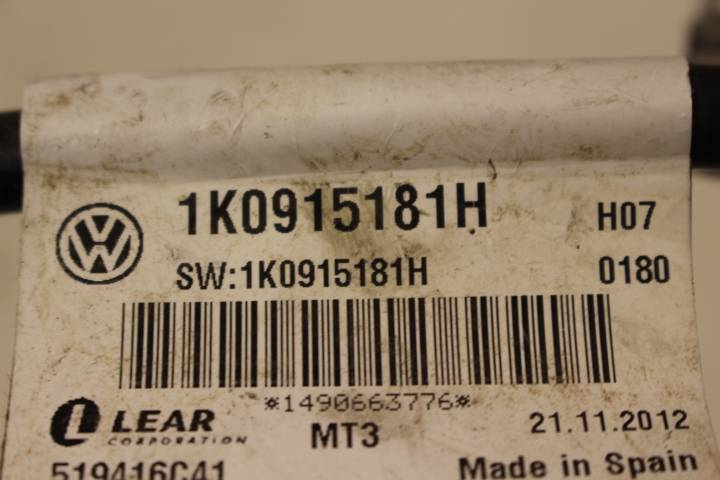 1K0915181H H07
SW:1K0915181H 0180
*1490663776*
LEAR
CORPORATION
MT3
21.11.2012
519416C41
Made in Spain